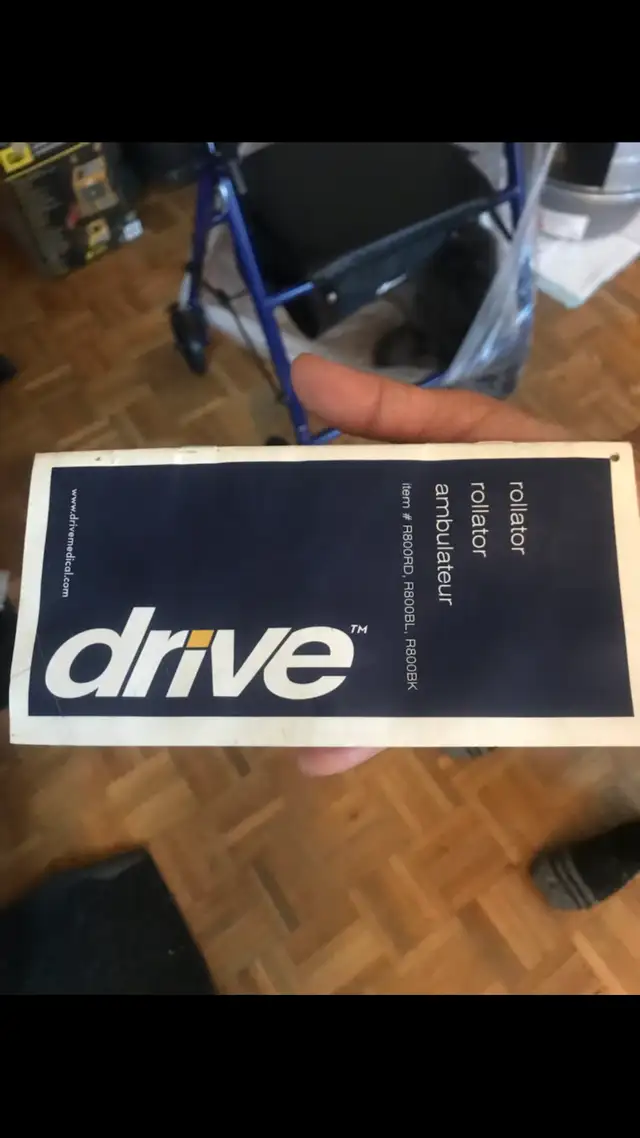 rollator
rollator
ambulateur
item # R800RD, R800BL, R800BK
drive™
www.drivemedical.com